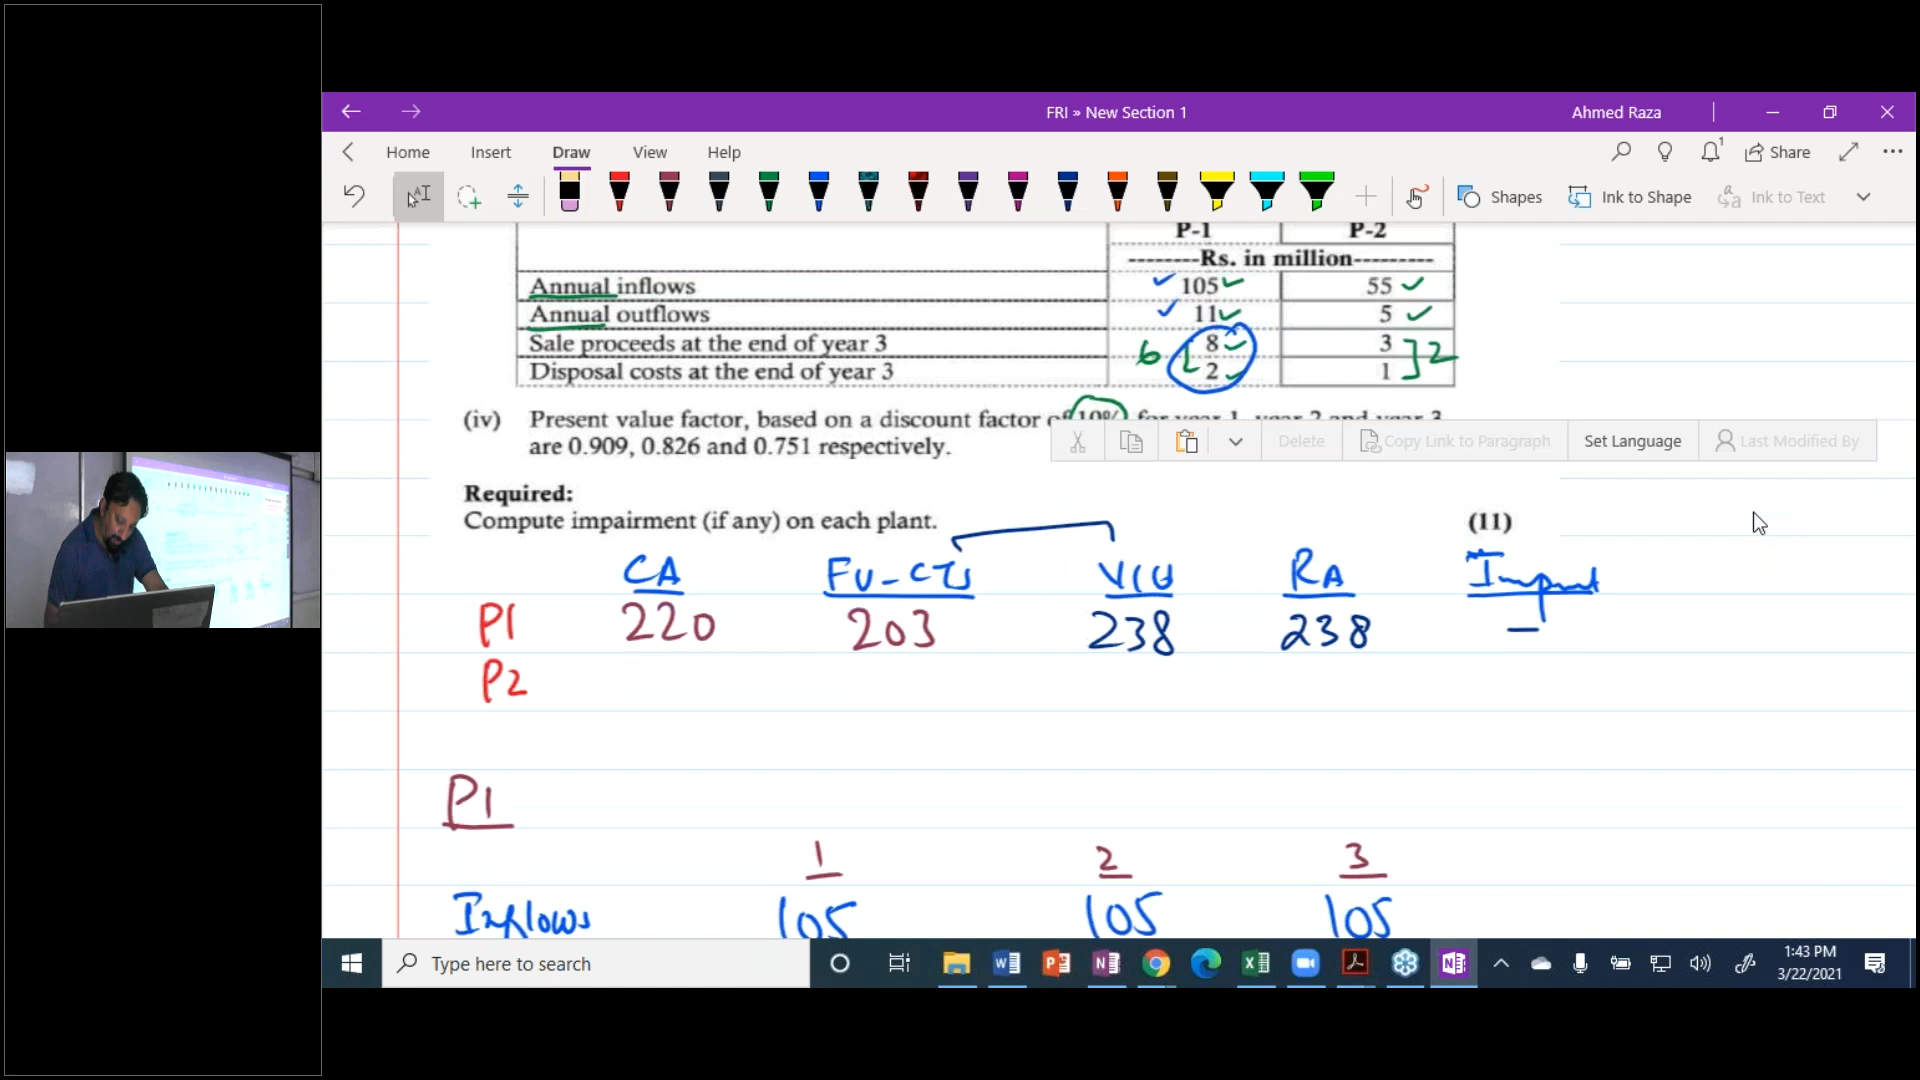 FRI » New Section 1
Ahmed Raza
Home Insert Draw View Help
1
Share
Shapes
Ink to Shape
Ink to Text
P-1 P-2
--------Rs. in million---------
Annual inflows 105 55
Annual outflows 11 5
Sale proceeds at the end of year 3 8 3
6 2
Disposal costs at the end of year 3 2 1
(iv) Present value factor, based on a discount factor of 10% for year 1, year 2 and year 3
are 0.909, 0.826 and 0.751 respectively.
Delete
Copy Link to Paragraph
Set Language
Last Modified By
Required:
Compute impairment (if any) on each plant. (11)
CA FV-CTS VIU RA
P1 220 203 238 238 –
P2
P1
1 2 3
Inflows 105 105 105
Type here to search
1:43 PM
3/22/2021